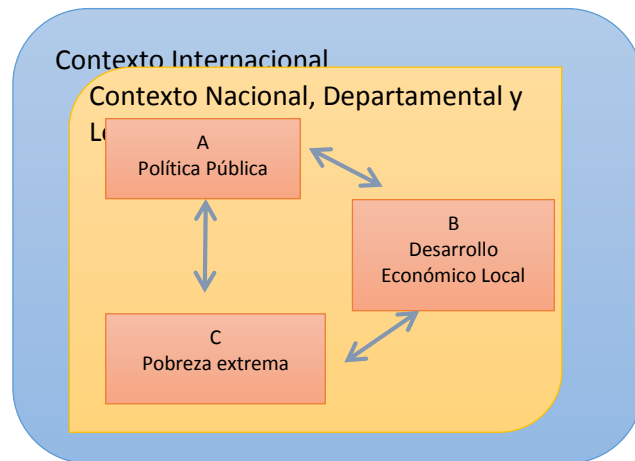 Contexto Internacional
Contexto Nacional, Departamental y
A
Política Pública
B
Desarrollo
Económico Local
C
Pobreza extrema